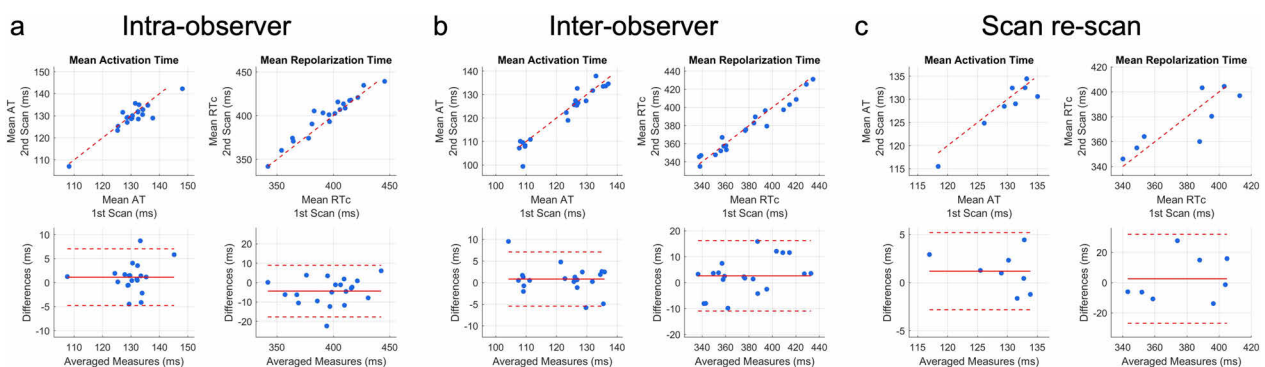 a Intra-observer
Mean Activation Time
Mean AT
2nd Scan (ms)
150
140
130
120
110
110 120 130 140 150
Mean AT
1st Scan (ms)
Mean Repolarization Time
Mean RTc
2nd Scan (ms)
450
400
350
350 400 450
Mean RTc
1st Scan (ms)
Differences (ms)
10
5
0
-5
-10
110 120 130 140 150
Averaged Measures (ms)
20
10
0
-10
-20
350 400 450
Averaged Measures (ms)
b Inter-observer
Mean Activation Time
Mean AT
2nd Scan (ms)
140
130
120
110
100
100 110 120 130 140
Mean AT
1st Scan (ms)
Mean Repolarization Time
Mean RTc
2nd Scan (ms)
440
420
400
380
360
340
340 360 380 400 420 440
Mean RTc
1st Scan (ms)
Differences (ms)
10
5
0
-5
-10
100 110 120 130 140
Averaged Measures (ms)
Differences (ms)
20
10
0
-10
-20
340 360 380 400 420 440
Averaged Measures (ms)
c Scan re-scan
Mean Activation Time
Mean AT
2nd Scan (ms)
135
130
125
120
115
115 120 125 130 135
Mean AT
1st Scan (ms)
Mean Repolarization Time
Mean RTc
2nd Scan (ms)
420
400
380
360
340
340 360 380 400 420
Mean RTc
1st Scan (ms)
Differences (ms)
5
0
-5
115 120 125 130 135
Averaged Measures (ms)
Differences (ms)
20
0
-20
340 360 380 400 420
Averaged Measures (ms)